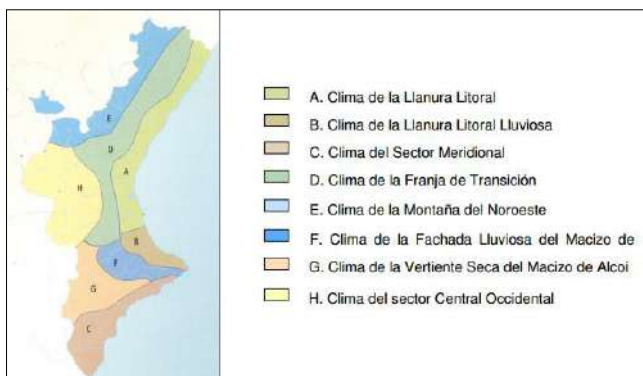 E
D
A
H
B
F
G
C
A. Clima de la Llanura Litoral
B. Clima de la Llanura Litoral Lluviosa
C. Clima del Sector Meridional
D. Clima de la Franja de Transición
E. Clima de la Montaña del Noroeste
F. Clima de la Fachada Lluviosa del Macizo de
G. Clima de la Vertiente Seca del Macizo de Alcoi
H. Clima del sector Central Occidental